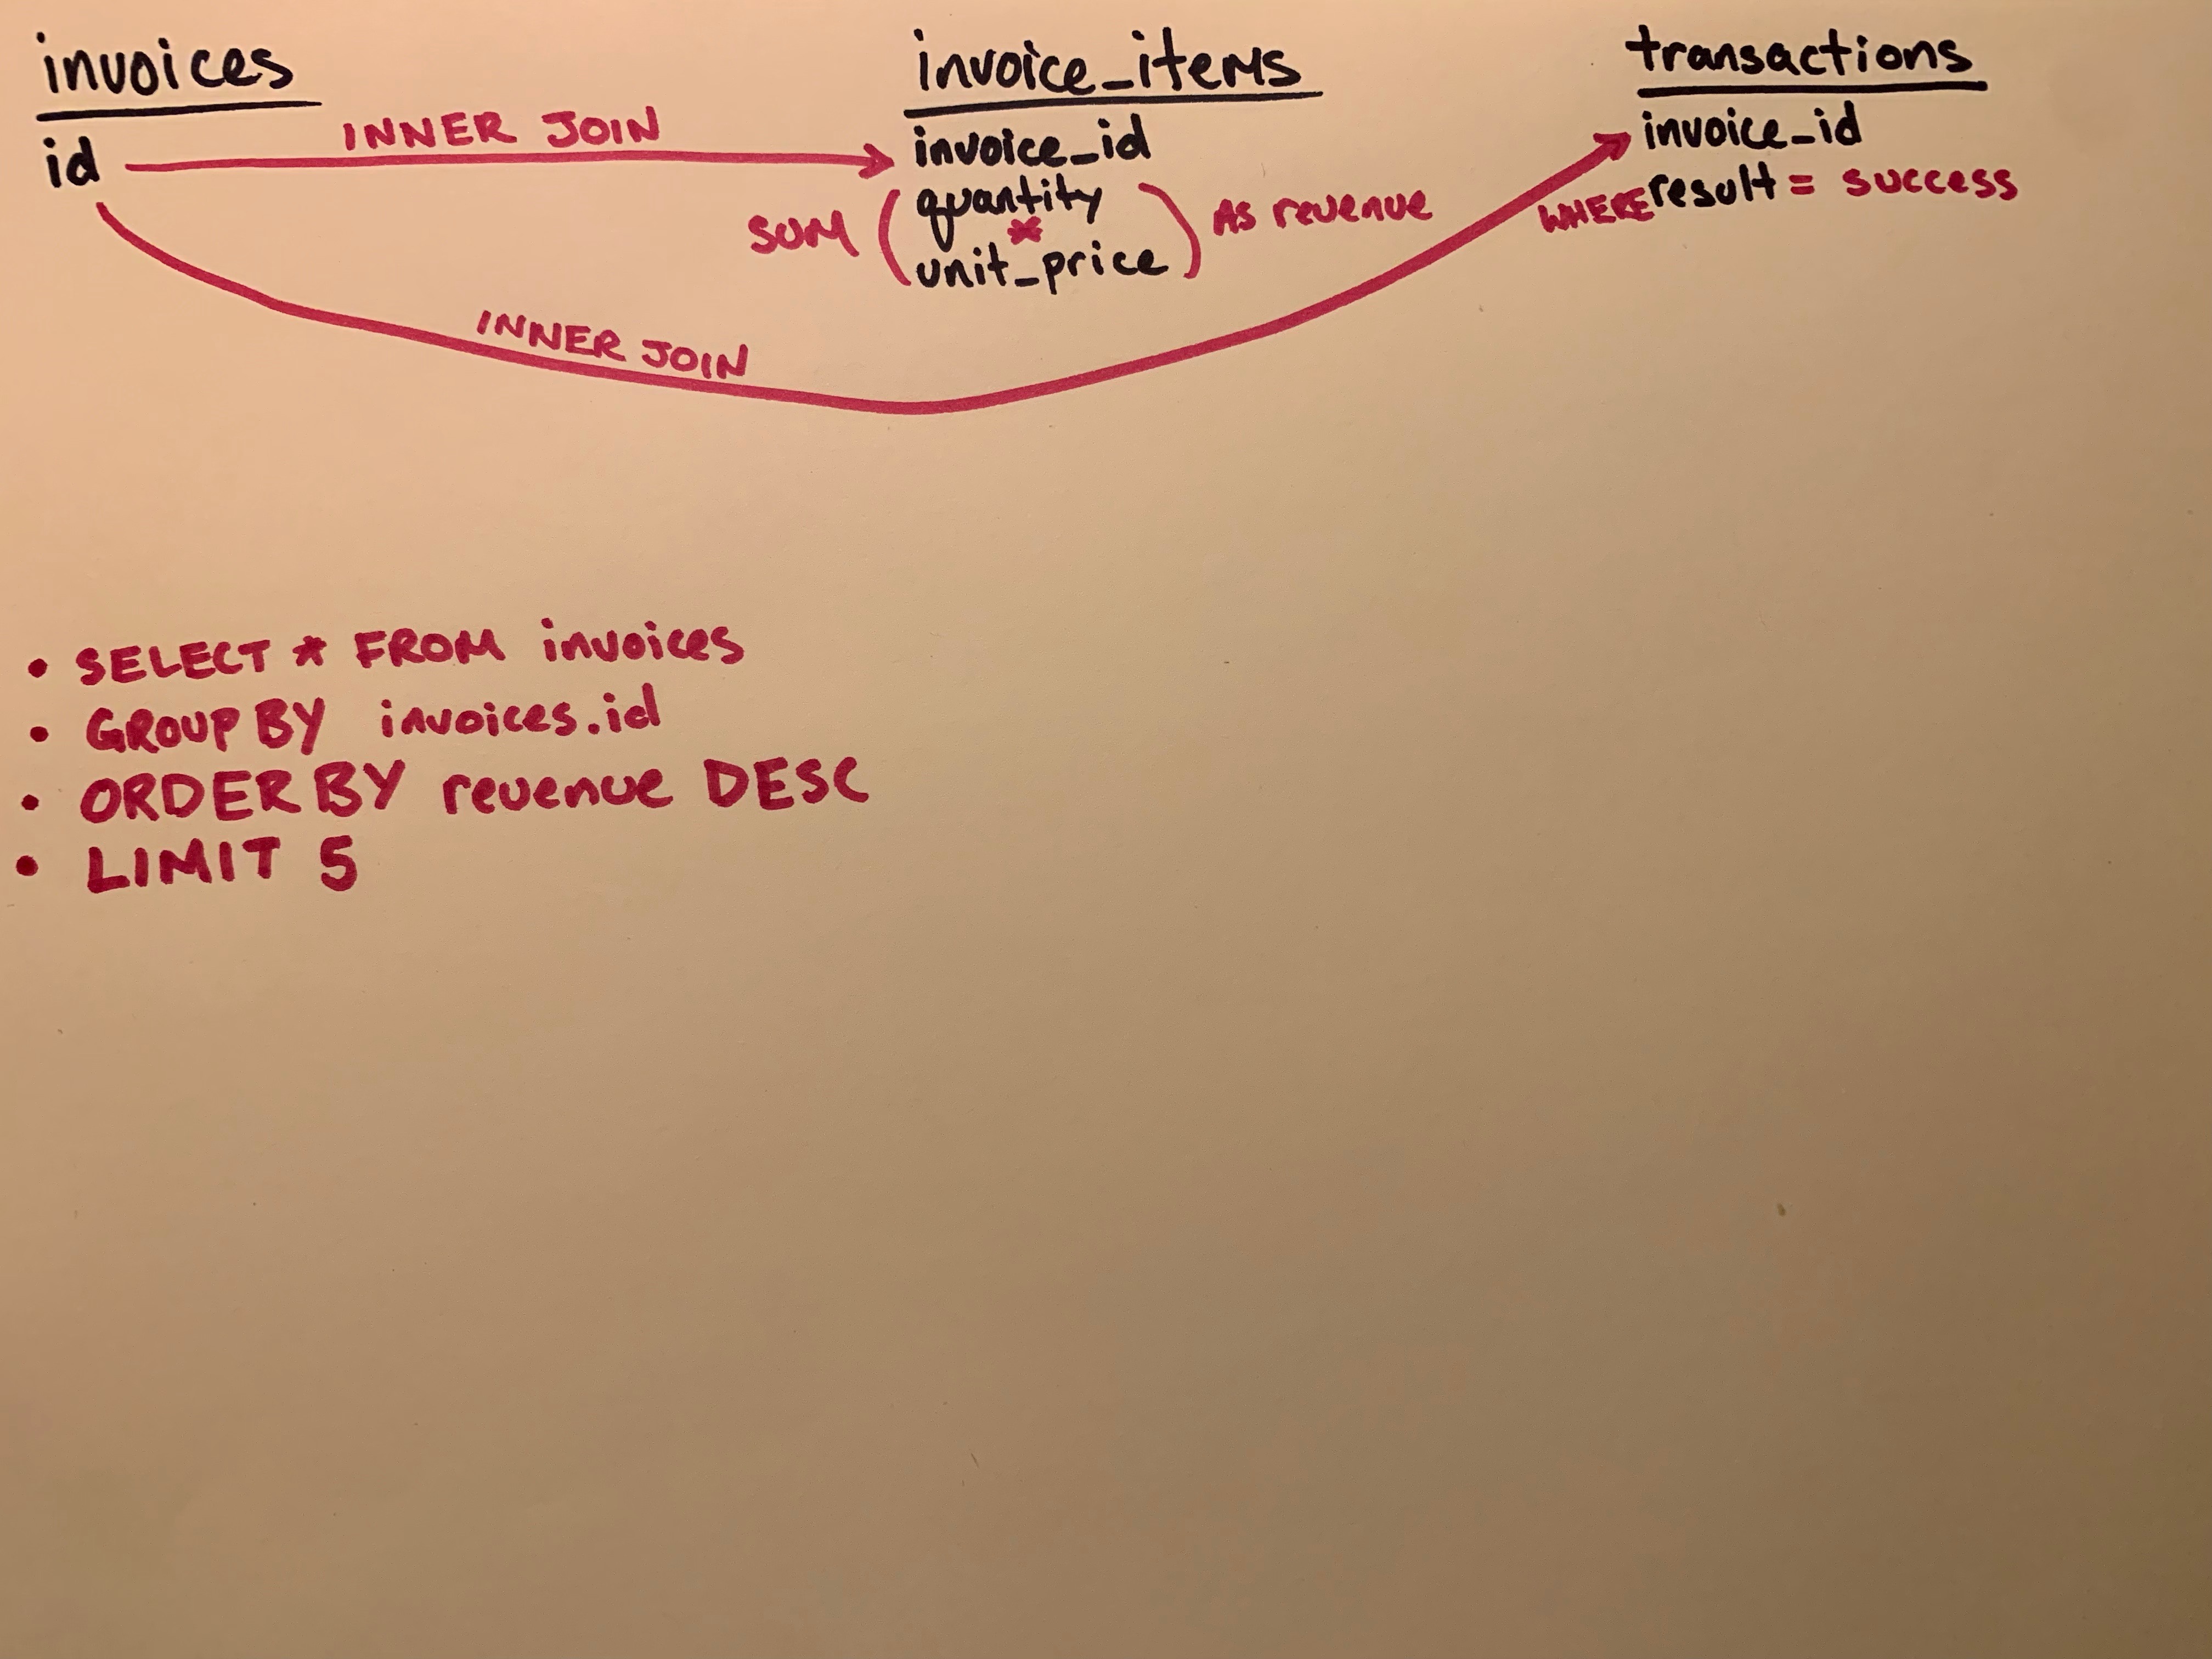 invoices
id
INNER JOIN
invoice_items
invoice_id
SUM ( quantity
*
unit_price ) AS revenue
INNER JOIN
transactions
invoice_id
WHERE result = success
• SELECT * FROM invoices
• GROUP BY invoices.id
• ORDER BY revenue DESC
• LIMIT 5